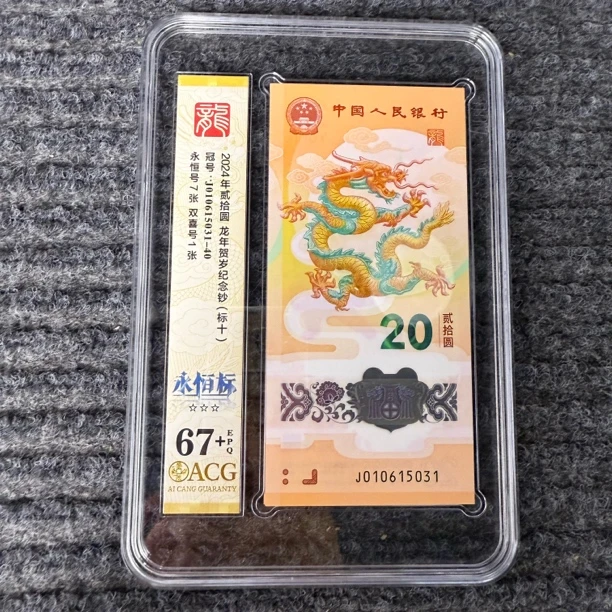 龍
2024年贰拾圆 龙年贺岁纪念钞(标十)
冠号:J010615031-40
永恒号7张 双喜号1张
永恒标
☆☆☆
67+EPQ
ACG
AI CANG GUARANTY
中国人民银行
20
贰拾圆
J010615031